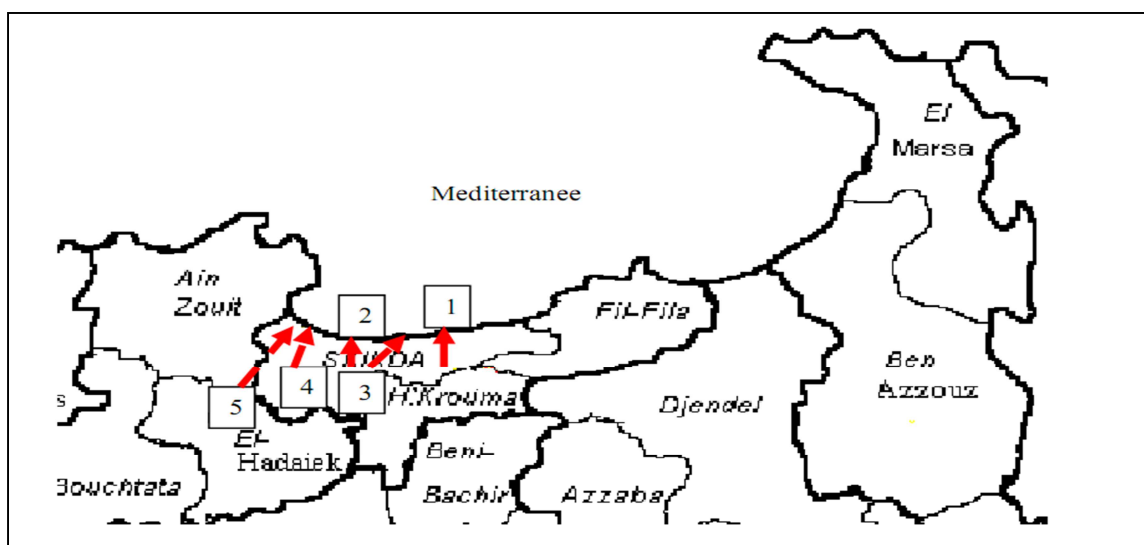 El
Marsa
Mediterranee
Ain
Zouit
1
2
Fil-Fila
SKIKDA
Ben
Azzouz
4
3
H.Krouma
5
Djendel
s
El-
Hadaiek
Beni-
Bachir
Azzaba
Bouchtata